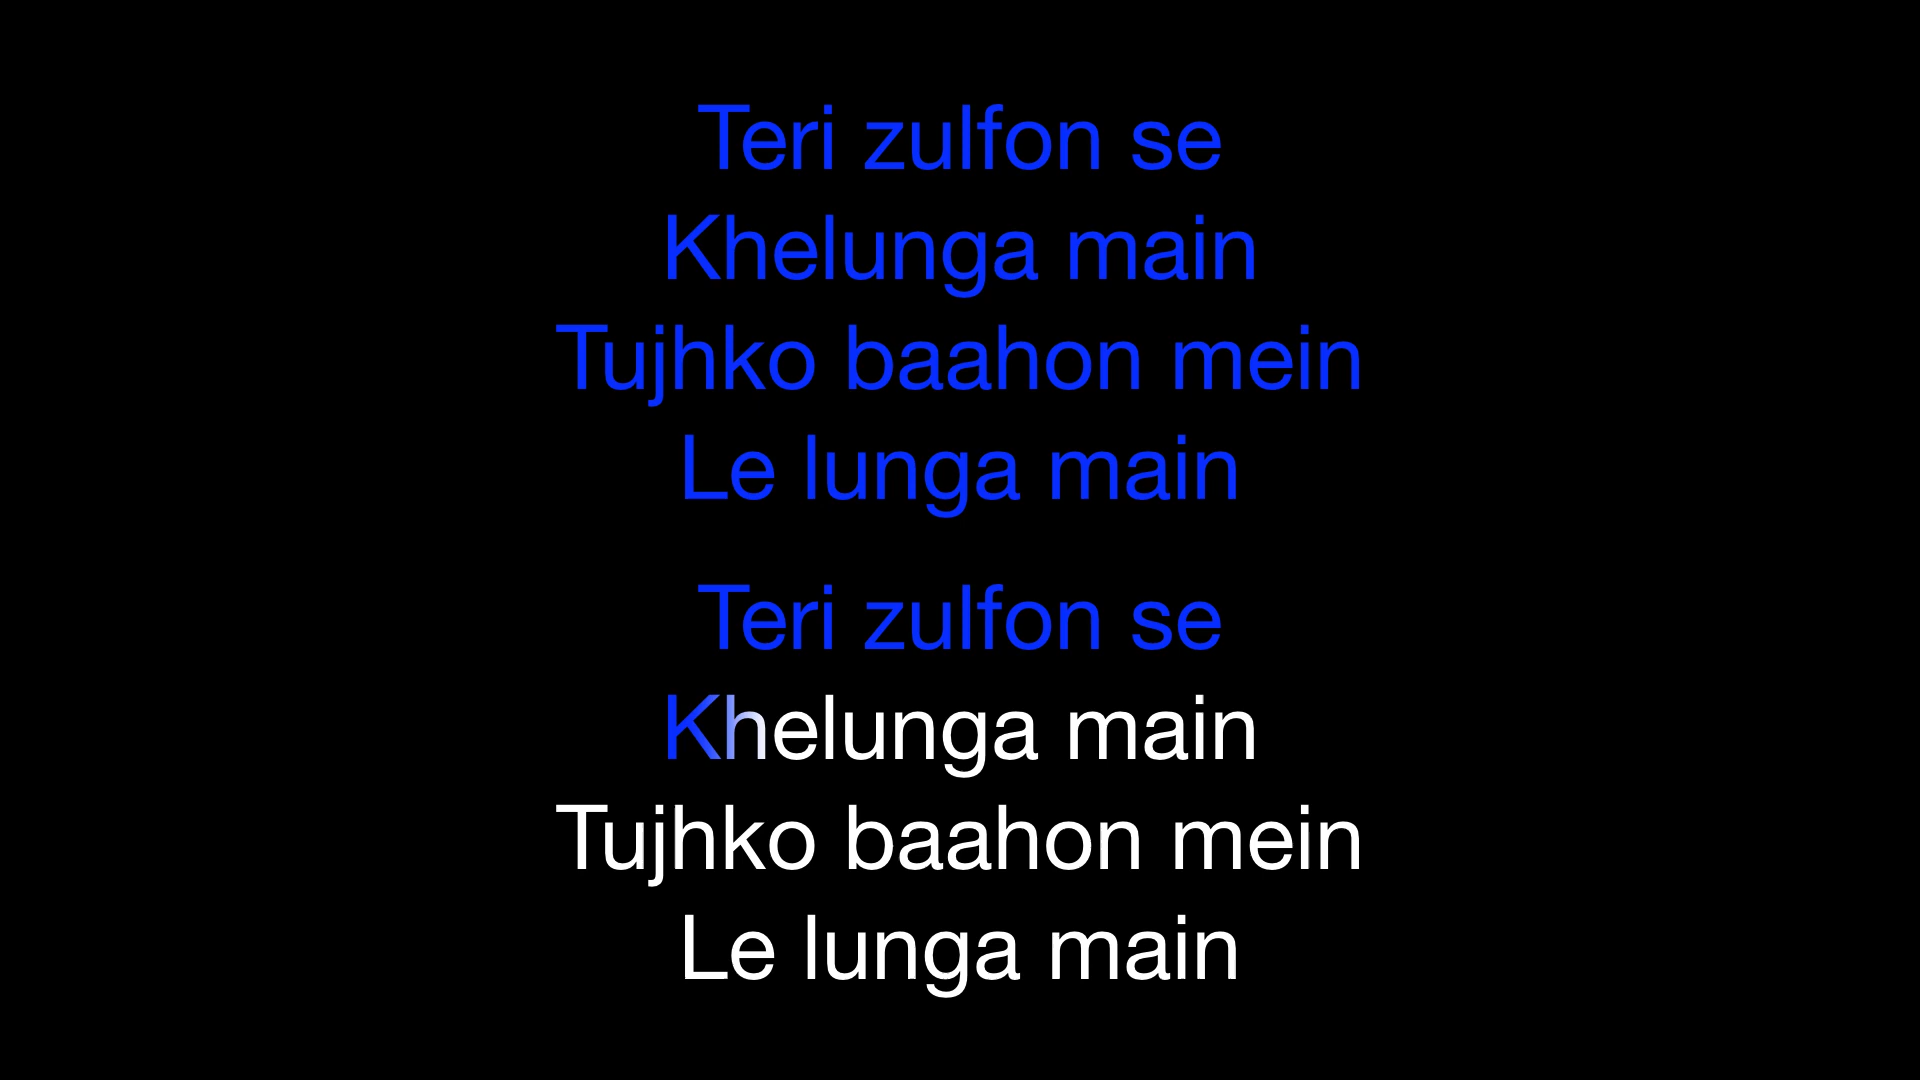 Teri zulfon se
Khelunga main
Tujhko baahon mein
Le lunga main
Teri zulfon se
Khelunga main
Tujhko baahon mein
Le lunga main